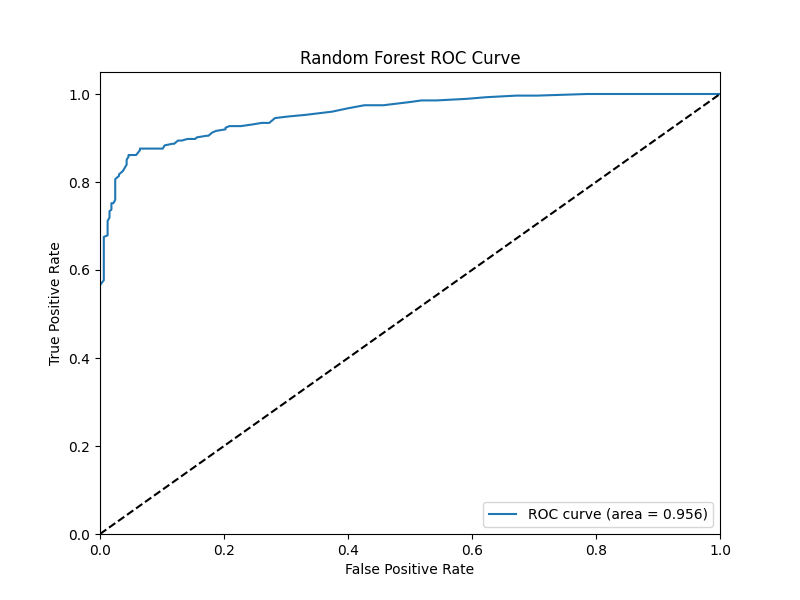 Random Forest ROC Curve
True Positive Rate
1.0
0.8
0.6
0.4
0.2
0.0
ROC curve (area = 0.956)
0.0 0.2 0.4 0.6 0.8 1.0
False Positive Rate